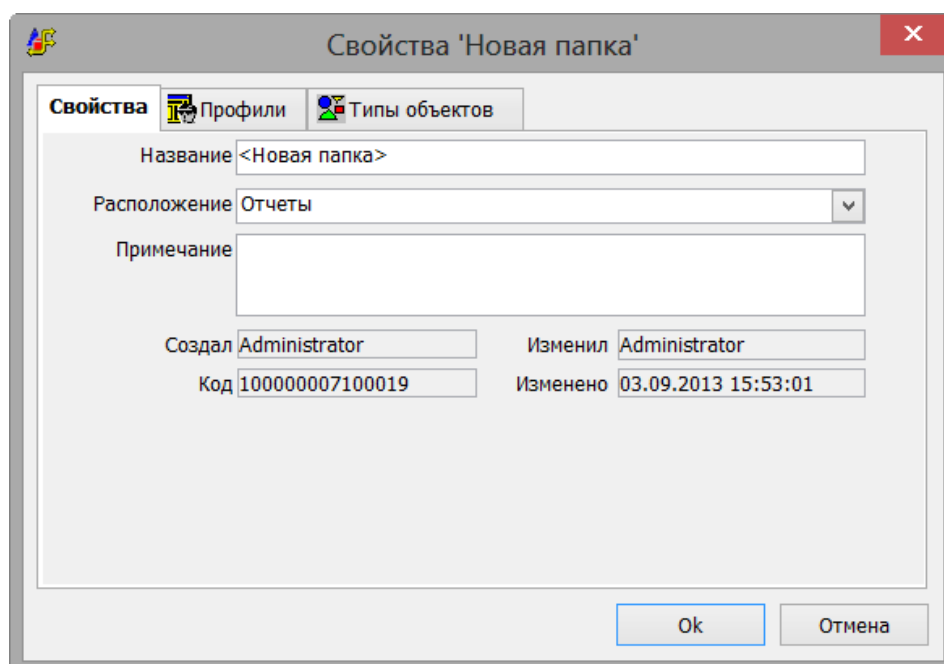 Свойства 'Новая папка'
Свойства Профили Типы объектов
Название <Новая папка>
Расположение Отчеты
Примечание
Создал Administrator Изменил Administrator
Код 100000007100019 Изменено 03.09.2013 15:53:01
Ok Отмена